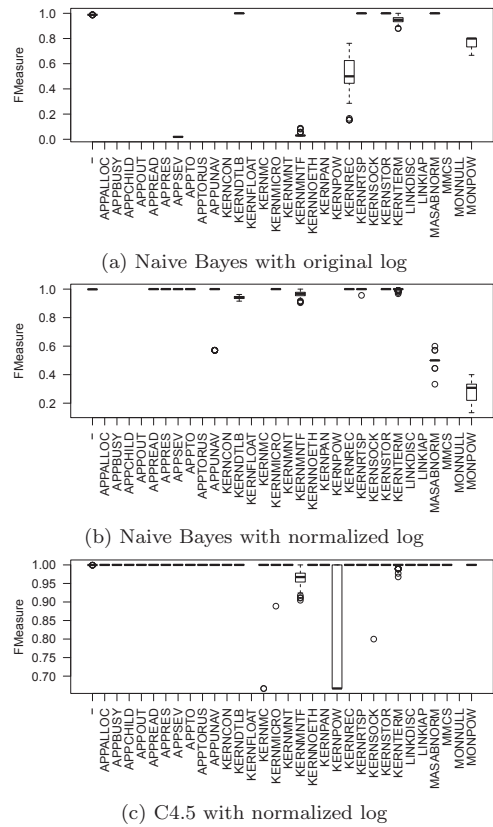 1.0
0.8
0.6
0.4
0.2
0.0
FMeasure
–
APPALLOC
APPBUSY
APPCHILD
APPOUT
APPREAD
APPRES
APPSEV
APPTO
APPTORUS
APPUNAV
KERNCON
KERNDTLB
KERNFLOAT
KERNMC
KERNMICRO
KERNMNT
KERNMNTF
KERNNOETH
KERNPAN
KERNPOW
KERNREC
KERNRTSP
KERNSOCK
KERNSTOR
KERNTERM
LINKDISC
LINKIAP
MASABNORM
MMCS
MONNULL
MONPOW
(a) Naive Bayes with original log
1.0
0.8
0.6
0.4
0.2
FMeasure
–
APPALLOC
APPBUSY
APPCHILD
APPOUT
APPREAD
APPRES
APPSEV
APPTO
APPTORUS
APPUNAV
KERNCON
KERNDTLB
KERNFLOAT
KERNMC
KERNMICRO
KERNMNT
KERNMNTF
KERNNOETH
KERNPAN
KERNPOW
KERNREC
KERNRTSP
KERNSOCK
KERNSTOR
KERNTERM
LINKDISC
LINKIAP
MASABNORM
MMCS
MONNULL
MONPOW
(b) Naive Bayes with normalized log
1.00
0.95
0.90
0.85
0.80
0.75
0.70
FMeasure
–
APPALLOC
APPBUSY
APPCHILD
APPOUT
APPREAD
APPRES
APPSEV
APPTO
APPTORUS
APPUNAV
KERNCON
KERNDTLB
KERNFLOAT
KERNMC
KERNMICRO
KERNMNT
KERNMNTF
KERNNOETH
KERNPAN
KERNPOW
KERNREC
KERNRTSP
KERNSOCK
KERNSTOR
KERNTERM
LINKDISC
LINKIAP
MASABNORM
MMCS
MONNULL
MONPOW
(c) C4.5 with normalized log